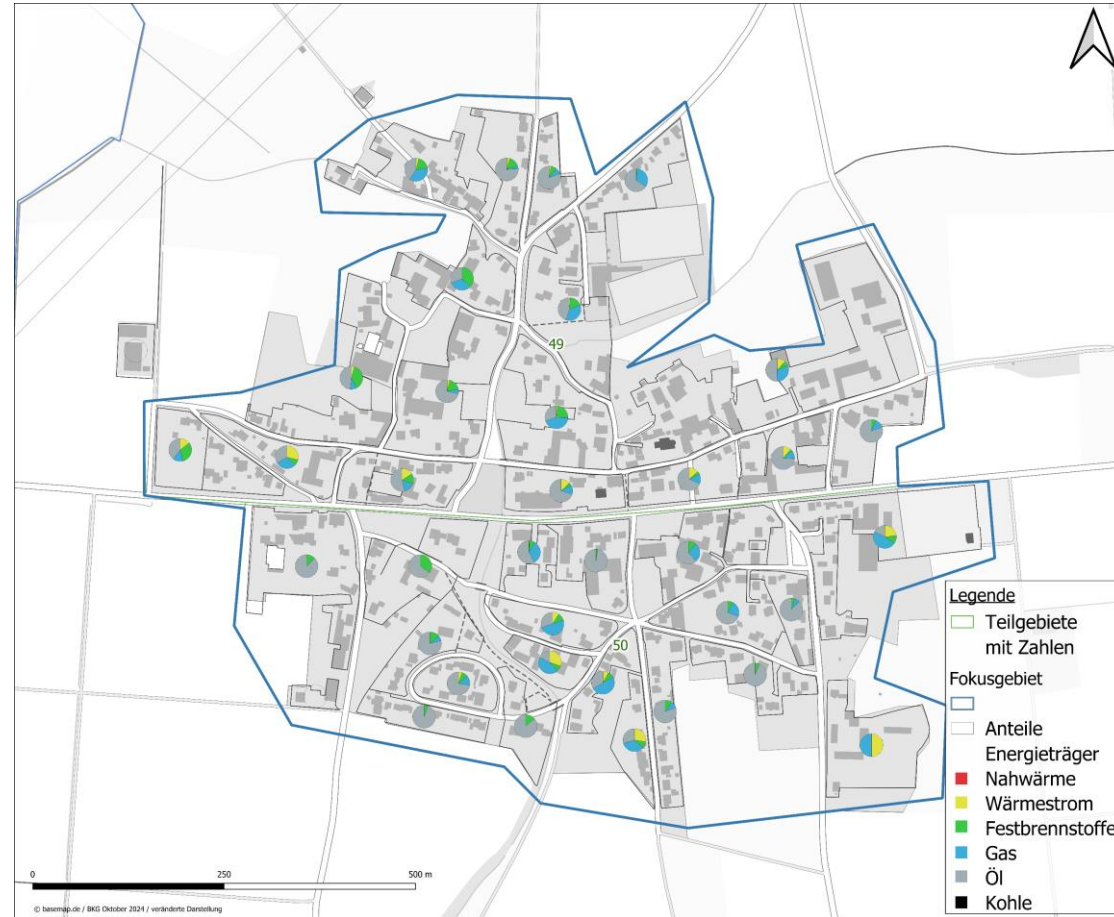 49
50
Legende
Teilgebiete
mit Zahlen
Fokusgebiet
Anteile
Energieträger
Nahwärme
Wärmestrom
Festbrennstoffe
Gas
Öl
Kohle
0 250 500 m
© basemap.de / BKG Oktober 2024 / veränderte Darstellung